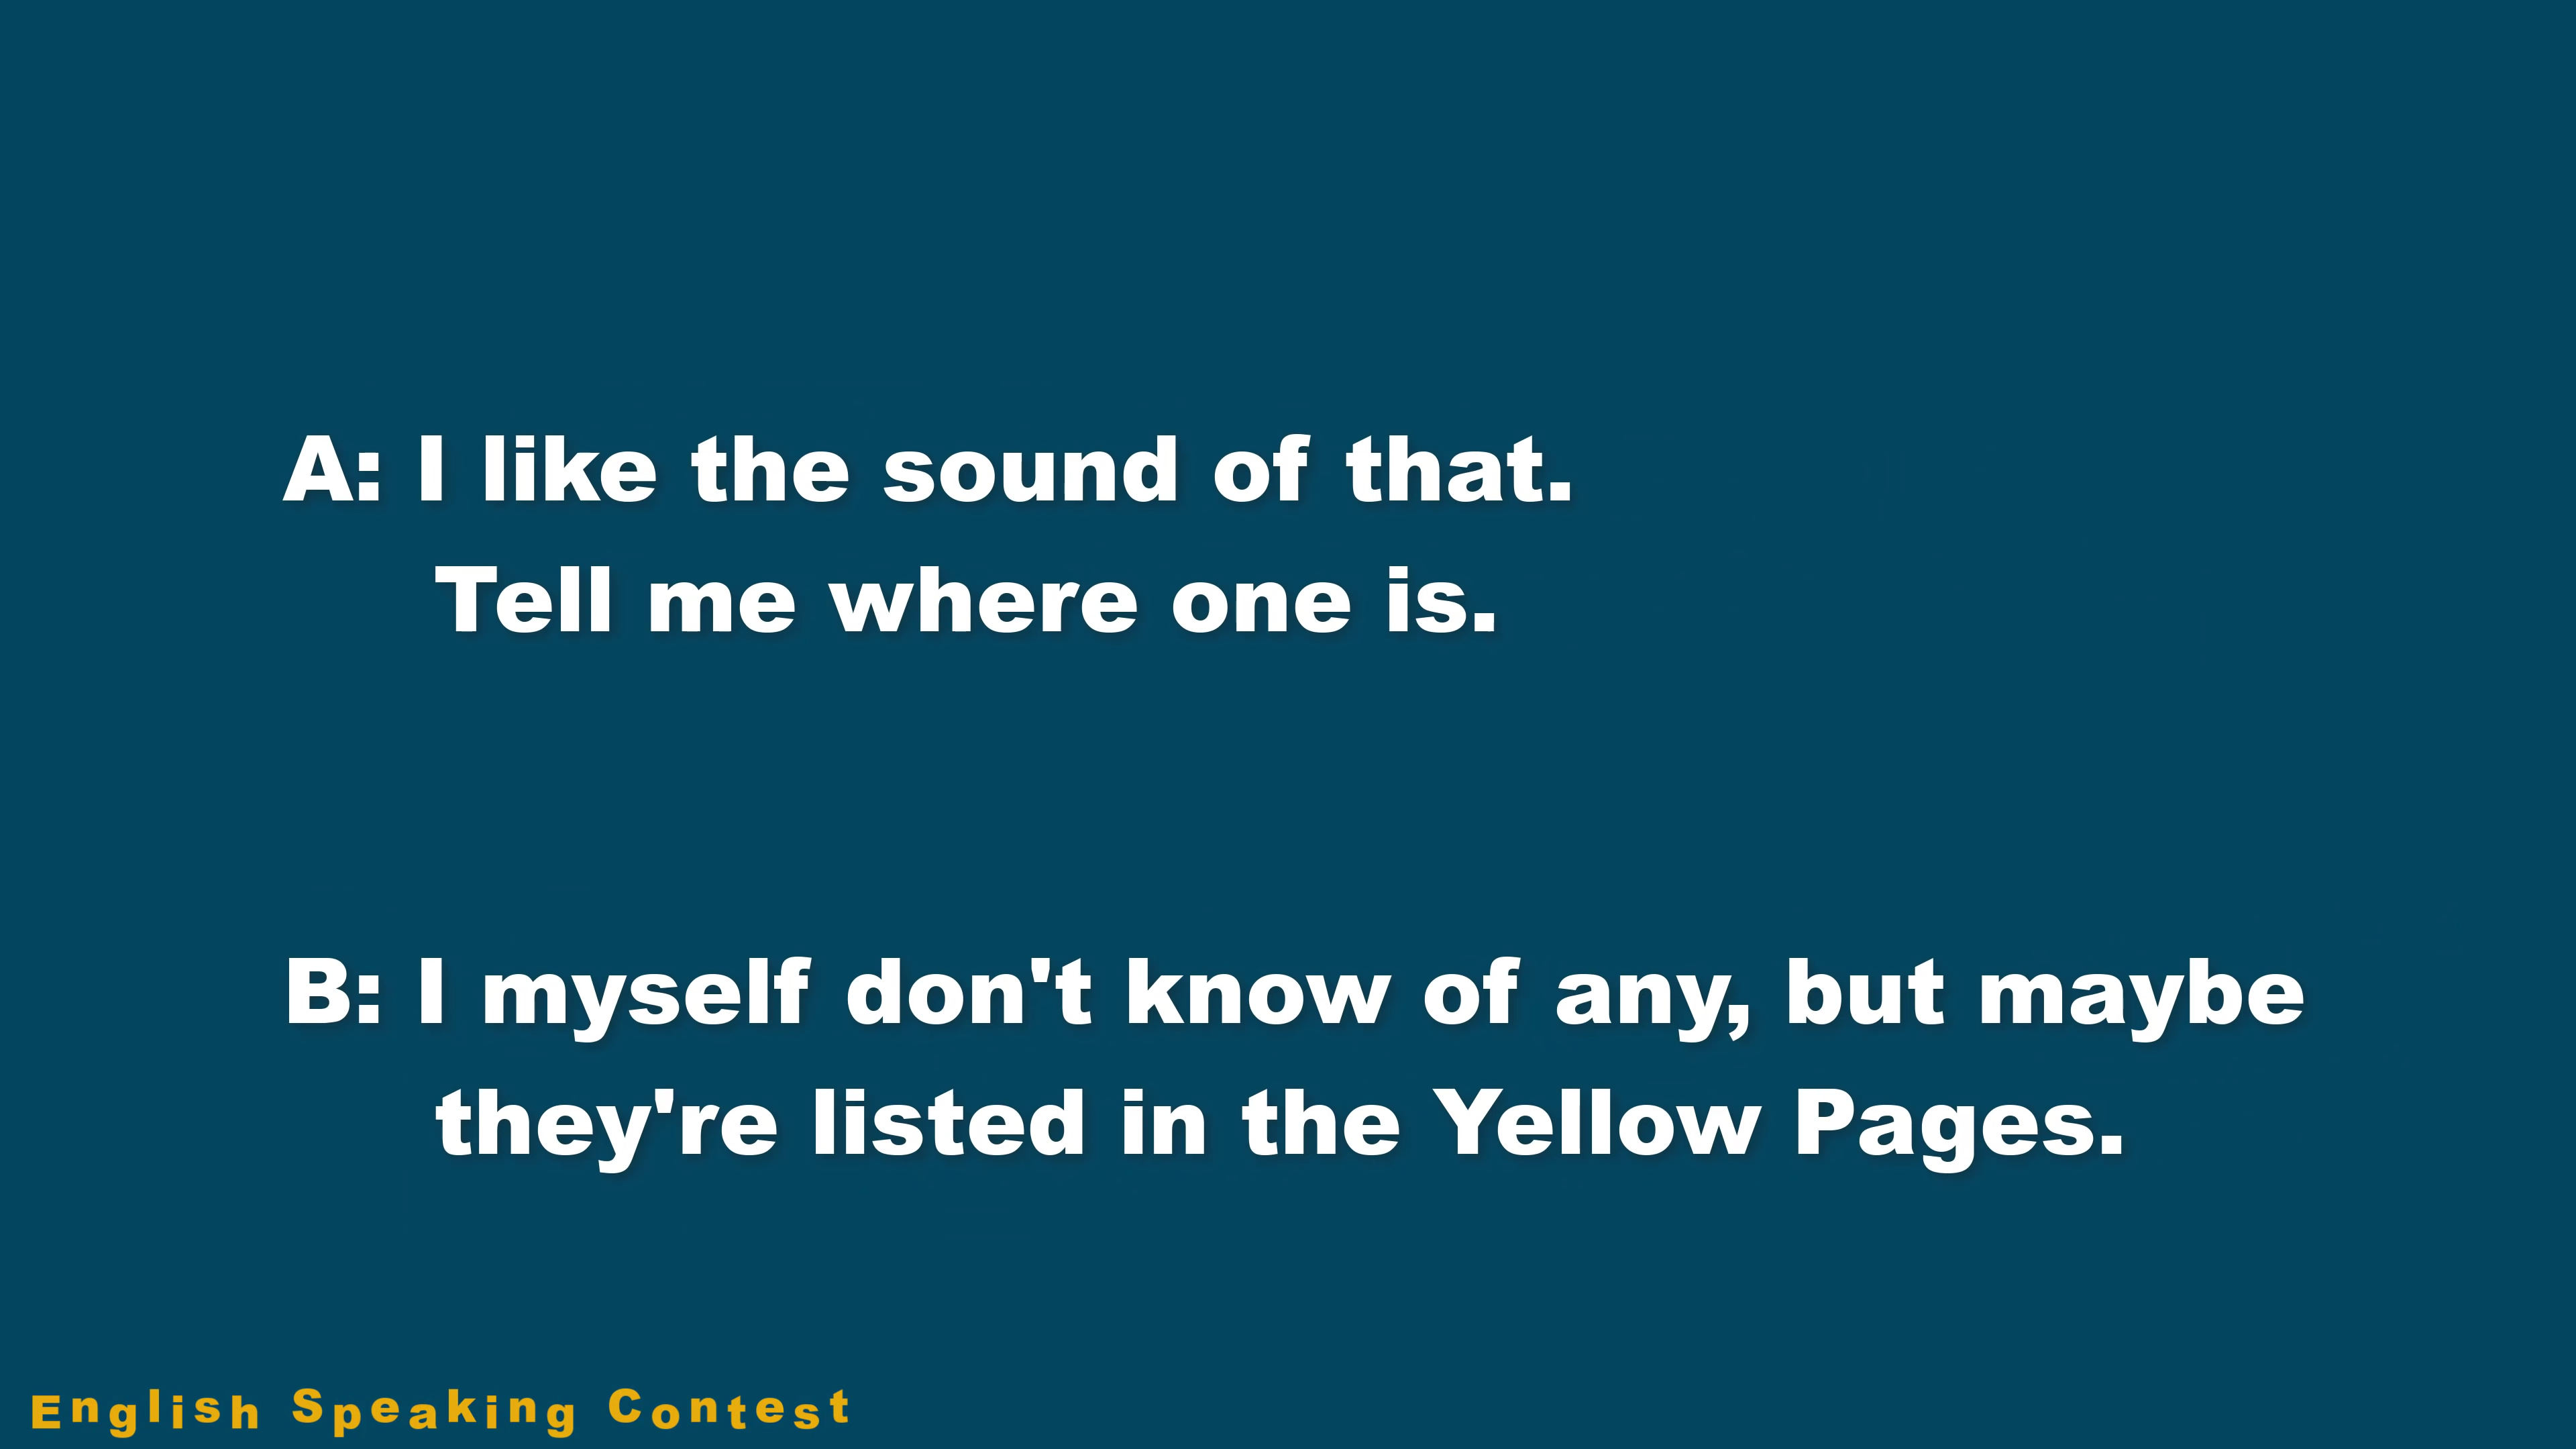 A: I like the sound of that.
Tell me where one is.
B: I myself don't know of any, but maybe
they're listed in the Yellow Pages.
English Speaking Contest